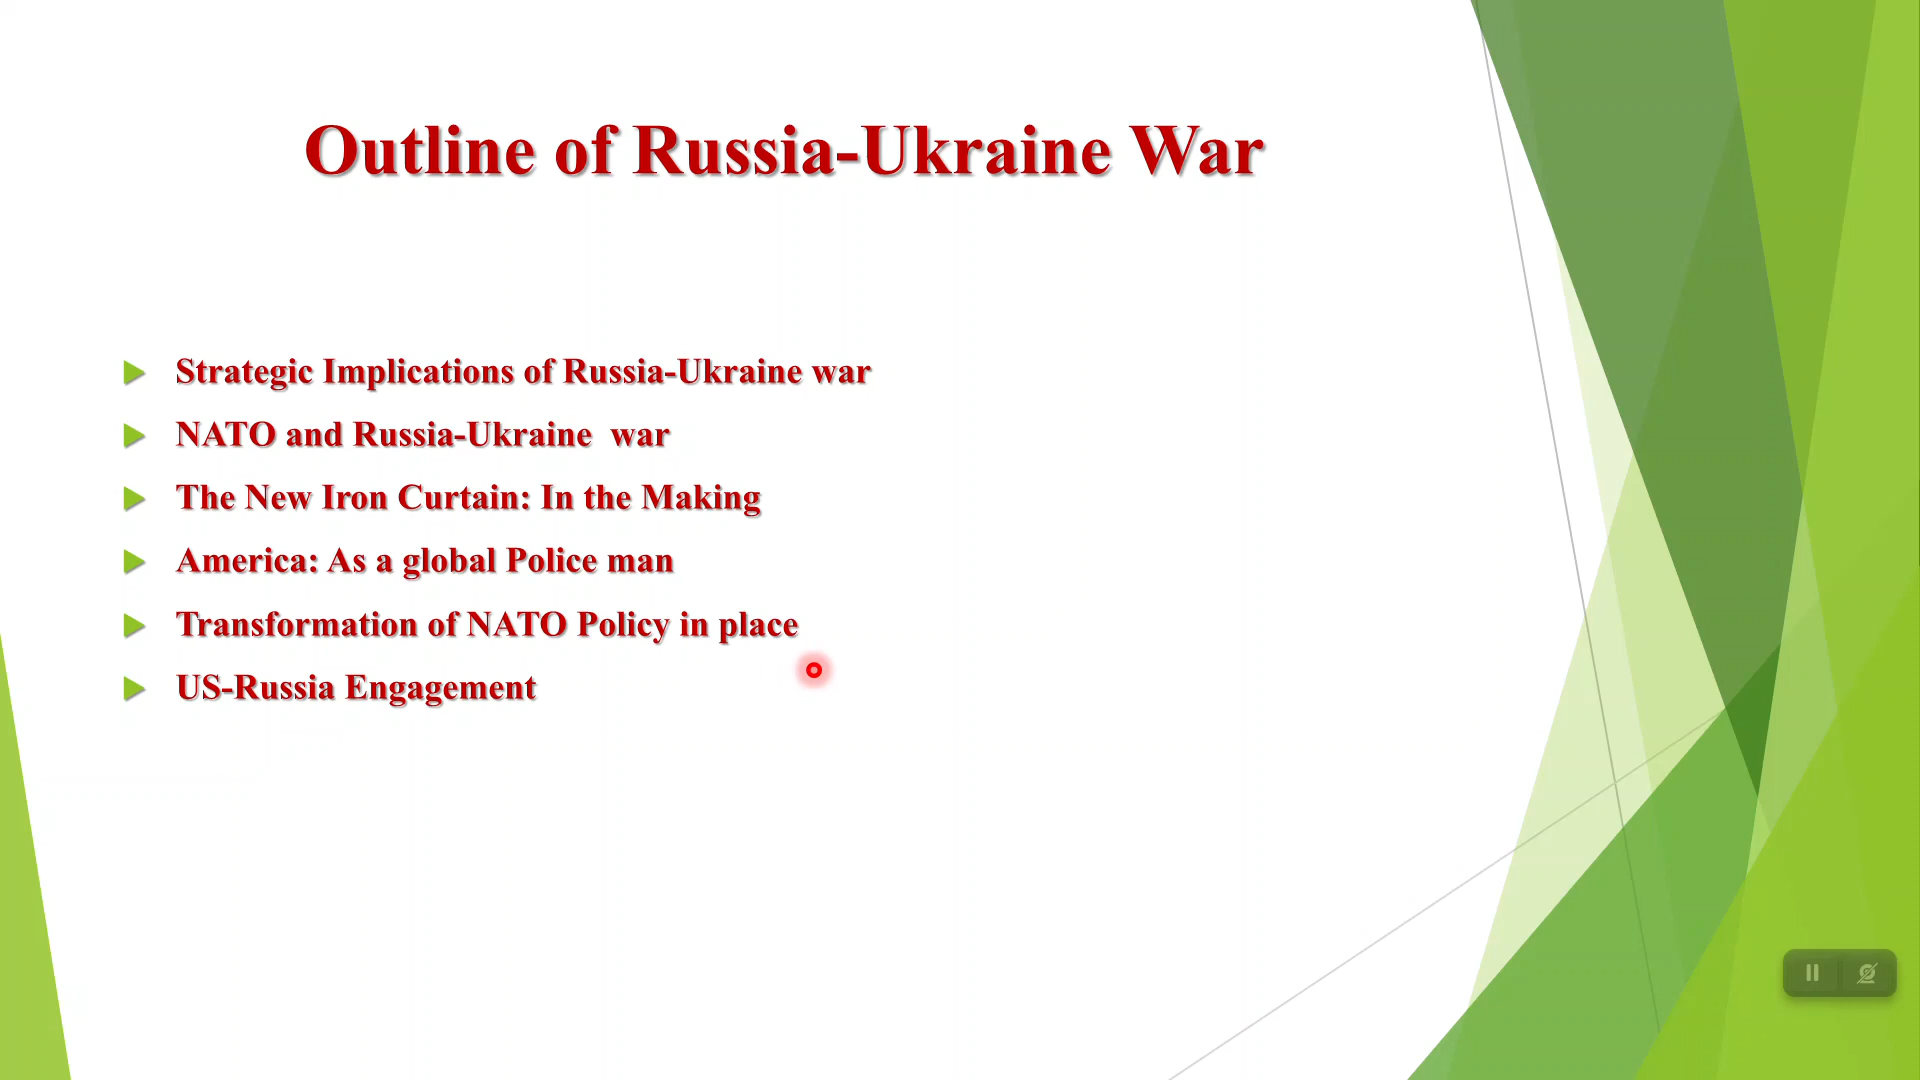 Outline of Russia-Ukraine War
Strategic Implications of Russia-Ukraine war
NATO and Russia-Ukraine  war
The New Iron Curtain: In the Making
America: As a global Police man
Transformation of NATO Policy in place
US-Russia Engagement